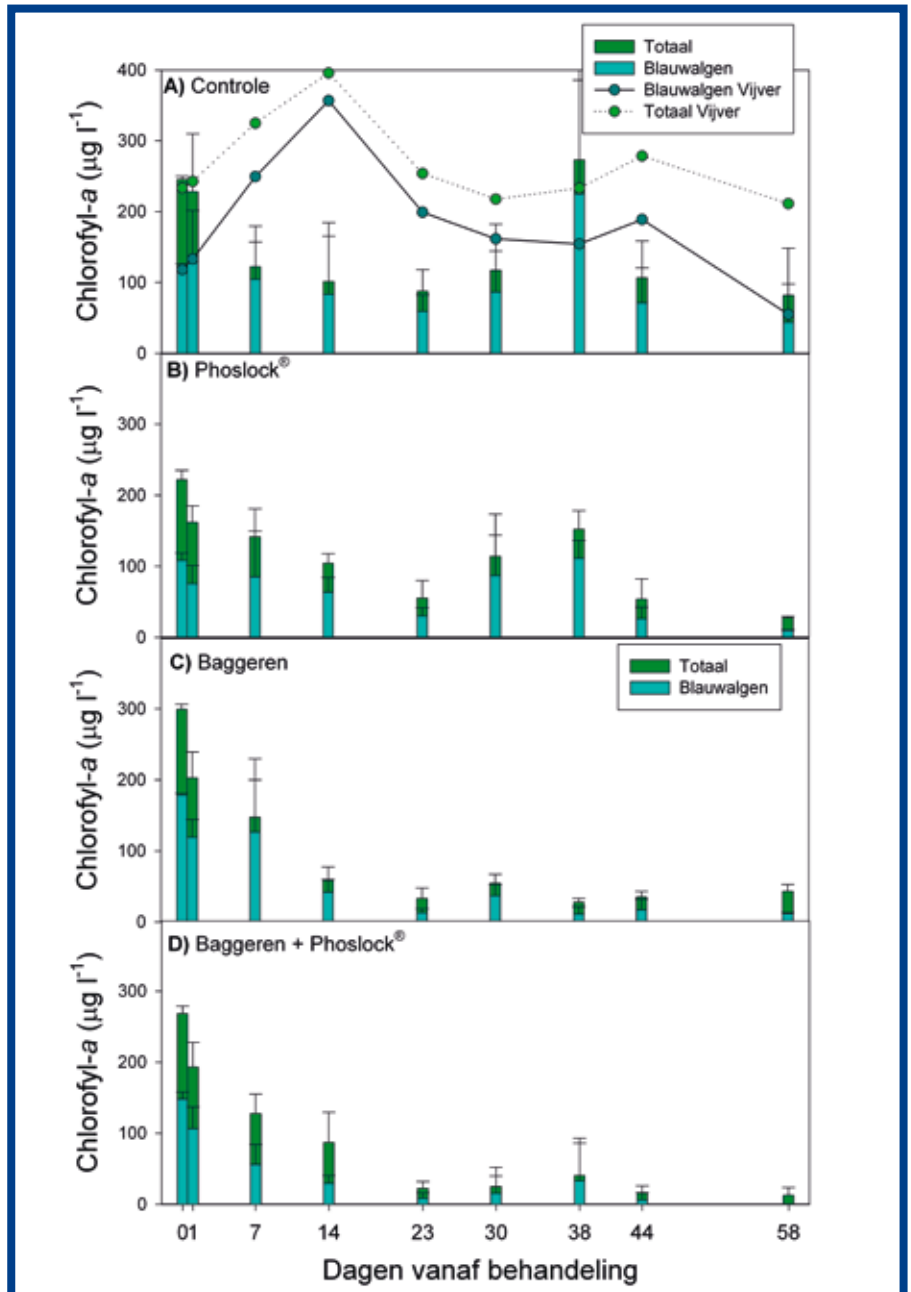 Totaal
Blauwalgen
Blauwalgen Vijver
Totaal Vijver
A) Controle
Chlorofyl-a (µg l⁻¹)
400
300
200
100
0
B) Phoslock®
Chlorofyl-a (µg l⁻¹)
300
200
100
0
C) Baggeren
Totaal
Blauwalgen
Chlorofyl-a (µg l⁻¹)
300
200
100
0
D) Baggeren + Phoslock®
Chlorofyl-a (µg l⁻¹)
300
200
100
0
01 7 14 23 30 38 44 58
Dagen vanaf behandeling